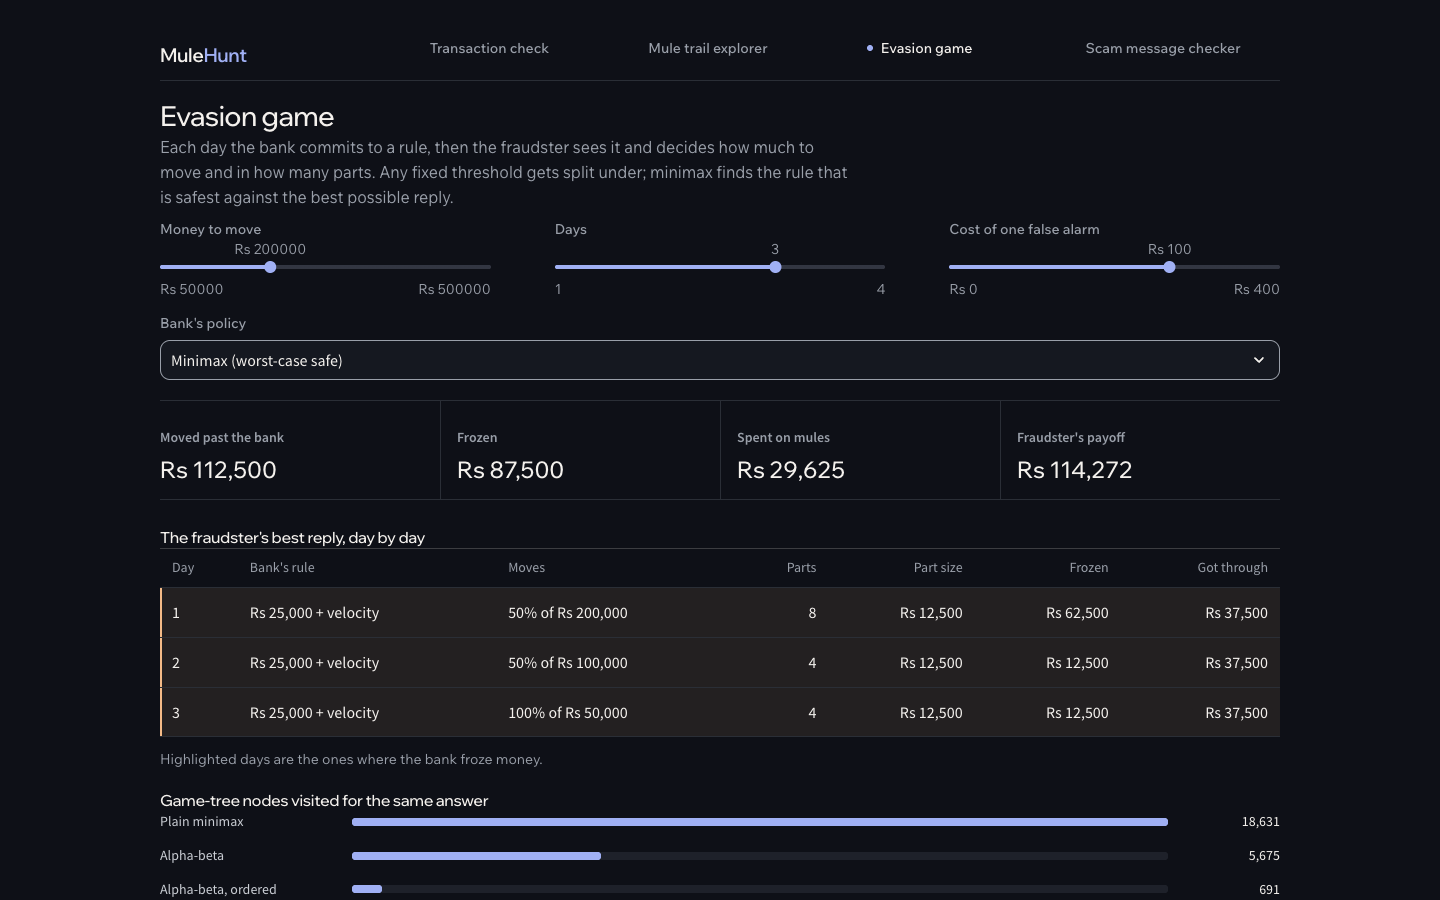 MuleHunt
Transaction check
Mule trail explorer
Evasion game
Scam message checker
Evasion game
Each day the bank commits to a rule, then the fraudster sees it and decides how much to
move and in how many parts. Any fixed threshold gets split under; minimax finds the rule that
is safest against the best possible reply.
Money to move
Rs 200000
Rs 50000
Rs 500000
Days
3
1
4
Cost of one false alarm
Rs 100
Rs 0
Rs 400
Bank's policy
Minimax (worst-case safe)
Moved past the bank
Rs 112,500
Frozen
Rs 87,500
Spent on mules
Rs 29,625
Fraudster's payoff
Rs 114,272
The fraudster's best reply, day by day
Day Bank's rule Moves Parts Part size Frozen Got through
1 Rs 25,000 + velocity 50% of Rs 200,000 8 Rs 12,500 Rs 62,500 Rs 37,500
2 Rs 25,000 + velocity 50% of Rs 100,000 4 Rs 12,500 Rs 12,500 Rs 37,500
3 Rs 25,000 + velocity 100% of Rs 50,000 4 Rs 12,500 Rs 12,500 Rs 37,500
Highlighted days are the ones where the bank froze money.
Game-tree nodes visited for the same answer
Plain minimax 18,631
Alpha-beta 5,675
Alpha-beta, ordered 691